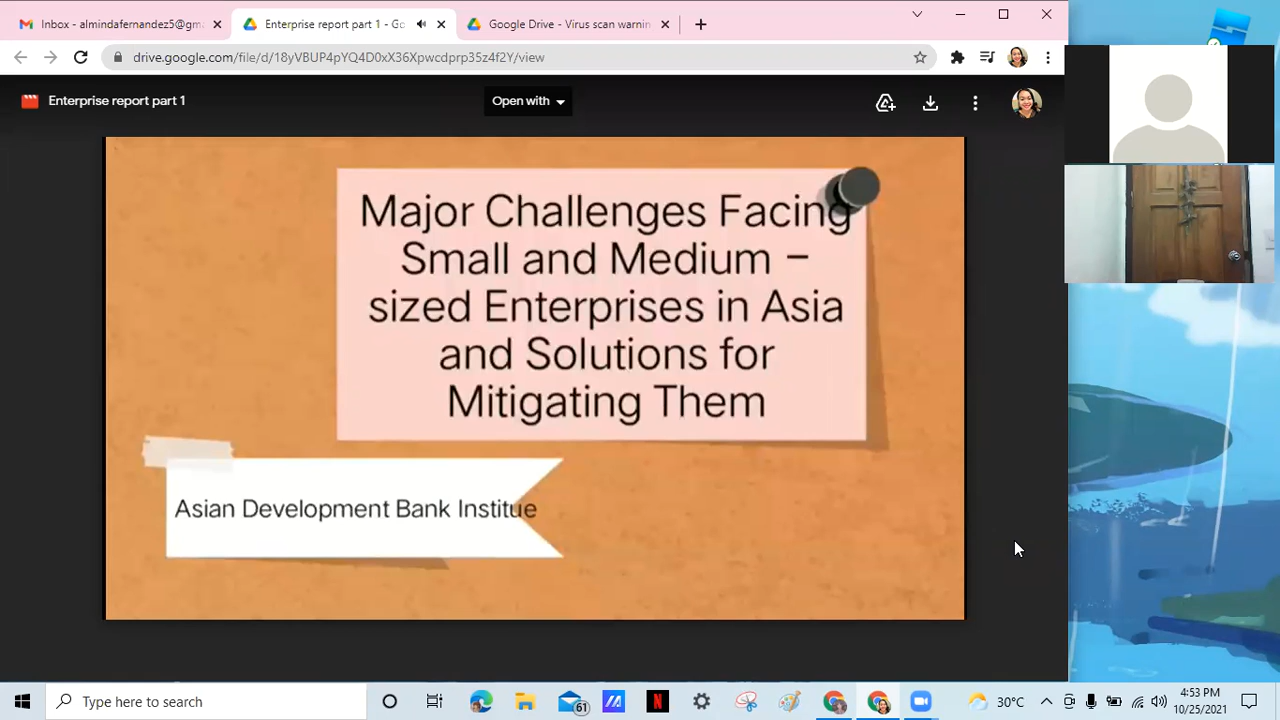 Inbox - almindafernandez5@gma
Enterprise report part 1 - Go
Google Drive - Virus scan warnin
drive.google.com/file/d/18yVBUP4pYQ4D0xX36Xpwcdprp35z4f2Y/view
Enterprise report part 1
Open with
Major Challenges Facing
Small and Medium –
sized Enterprises in Asia
and Solutions for
Mitigating Them
Asian Development Bank Institue
Type here to search
61
30°C
4:53 PM
10/25/2021